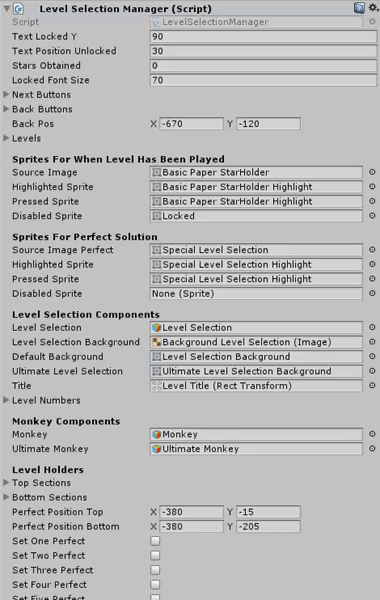 Level Selection Manager (Script)
Script LevelSelectionManager
Text Locked Y 90
Text Position Unlocked 30
Stars Obtained 0
Locked Font Size 70
Next Buttons
Back Buttons
Back Pos X -670 Y -120
Levels
Sprites For When Level Has Been Played
Source Image Basic Paper StarHolder
Highlighted Sprite Basic Paper StarHolder Highlight
Pressed Sprite Basic Paper StarHolder Highlight
Disabled Sprite Locked
Sprites For Perfect Solution
Source Image Perfect Special Level Selection
Highlighted Sprite Special Level Selection Highlight
Pressed Sprite Special Level Selection Highlight
Disabled Sprite None (Sprite)
Level Selection Components
Level Selection Level Selection
Level Selection Background Background Level Selection (Image)
Default Background Level Selection Background
Ultimate Level Selection Ultimate Level Selection Background
Title Level Title (Rect Transform)
Level Numbers
Monkey Components
Monkey Monkey
Ultimate Monkey Ultimate Monkey
Level Holders
Top Sections
Bottom Sections
Perfect Position Top X -380 Y -15
Perfect Position Bottom X -380 Y -205
Set One Perfect
Set Two Perfect
Set Three Perfect
Set Four Perfect
Set Five Perfect